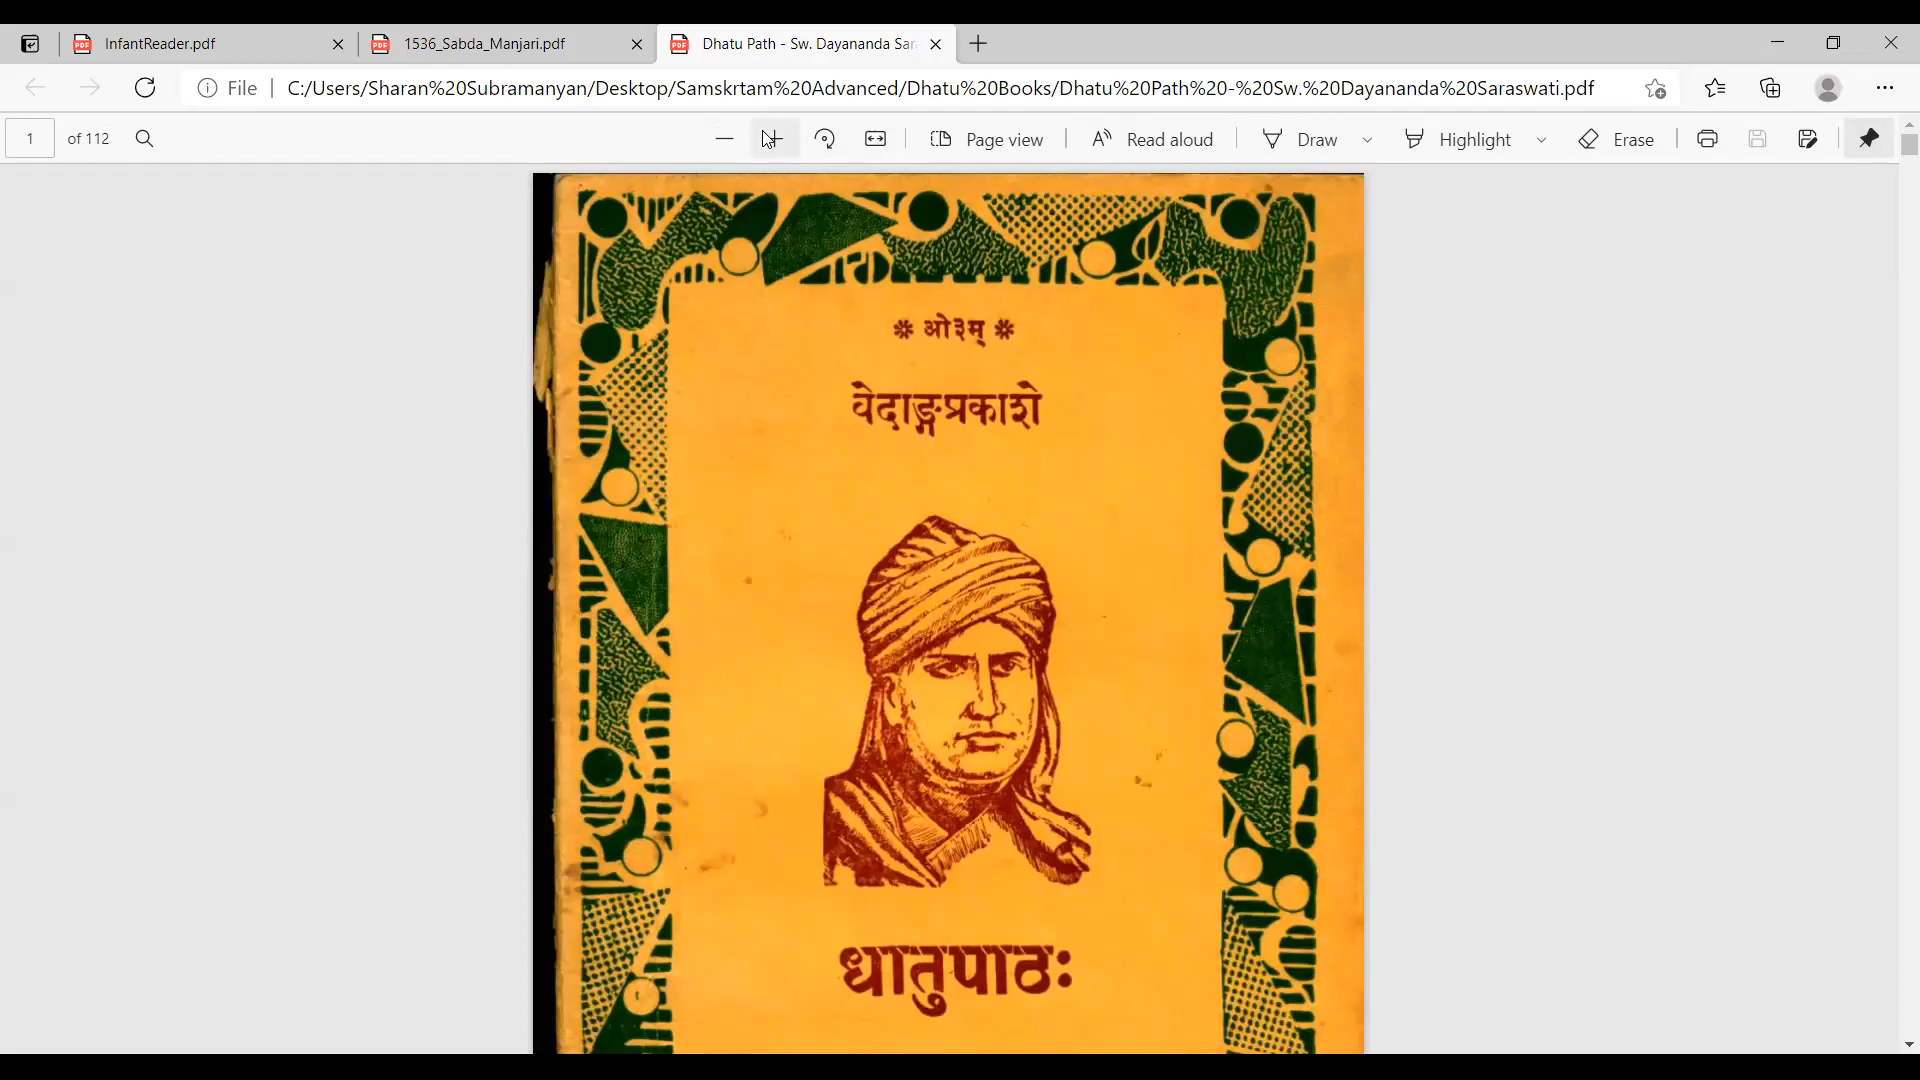 InfantReader.pdf
1536_Sabda_Manjari.pdf
Dhatu Path - Sw. Dayananda Sar
File
C:/Users/Sharan%20Subramanyan/Desktop/Samskrtam%20Advanced/Dhatu%20Books/Dhatu%20Path%20-%20Sw.%20Dayananda%20Saraswati.pdf
1 of 112
Page view
Read aloud
Draw
Highlight
Erase
❋ ओ३म् ❋
वेदाङ्गप्रकाशे
धातुपाठः